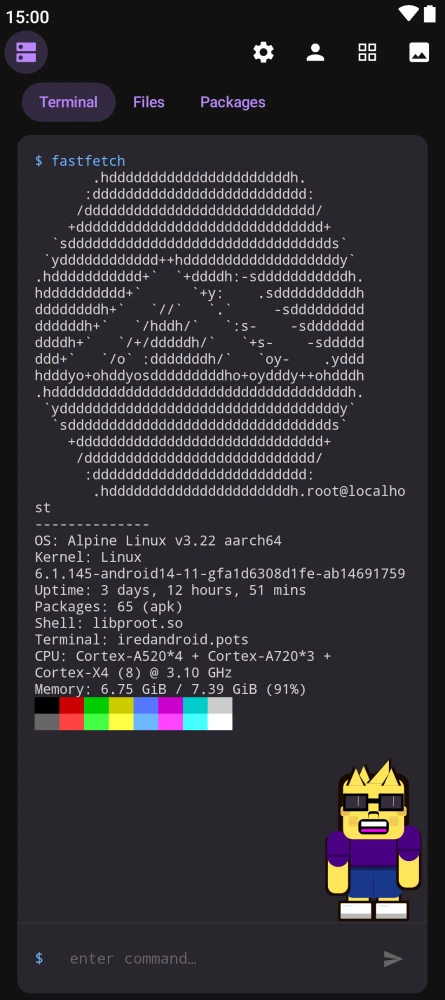 15:00
Terminal
Files
Packages
$ fastfetch
       .hddddddddddddddddddddddh.
      :dddddddddddddddddddddddddd:
     /dddddddddddddddddddddddddddd/
    +dddddddddddddddddddddddddddddd+
  `sdddddddddddddddddddddddddddddddds`
 `ydddddddddddd++hdddddddddddddddddddy`
.hddddddddddd+`  `+ddddh:-sdddddddddddh.
hdddddddddd+`      `+y:    .sddddddddddh
ddddddddh+`   `//`   `.`     -sddddddddd
ddddddh+`   `/hddh/`   `:s-    -sddddddd
ddddh+`   `/+/dddddh/`   `+s-    -sddddd
ddd+`   `/o` :dddddddh/`   `oy-    .yddd
hdddyo+ohddyosdddddddddho+oydddy++ohdddh
.hddddddddddddddddddddddddddddddddddddh.
 `yddddddddddddddddddddddddddddddddddy`
  `sdddddddddddddddddddddddddddddddds`
    +dddddddddddddddddddddddddddddd+
     /dddddddddddddddddddddddddddd/
      :dddddddddddddddddddddddddd:
       .hddddddddddddddddddddddh.root@localho
st
--------------
OS: Alpine Linux v3.22 aarch64
Kernel: Linux
6.1.145-android14-11-gfa1d6308d1fe-ab14691759
Uptime: 3 days, 12 hours, 51 mins
Packages: 65 (apk)
Shell: libproot.so
Terminal: iredandroid.pots
CPU: Cortex-A520*4 + Cortex-A720*3 +
Cortex-X4 (8) @ 3.10 GHz
Memory: 6.75 GiB / 7.39 GiB (91%)
$ enter command…